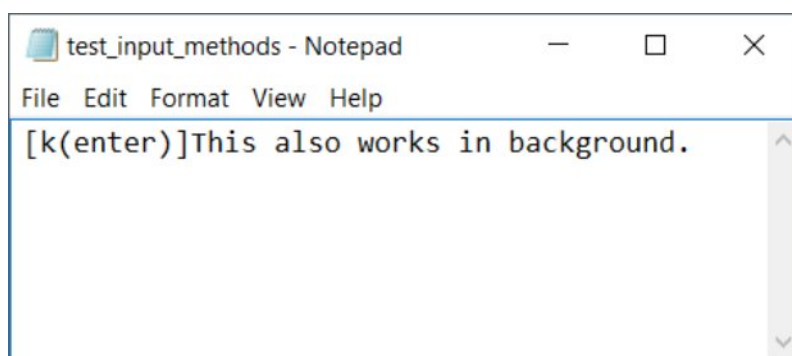 test_input_methods - Notepad
File Edit Format View Help
[k(enter)]This also works in background.